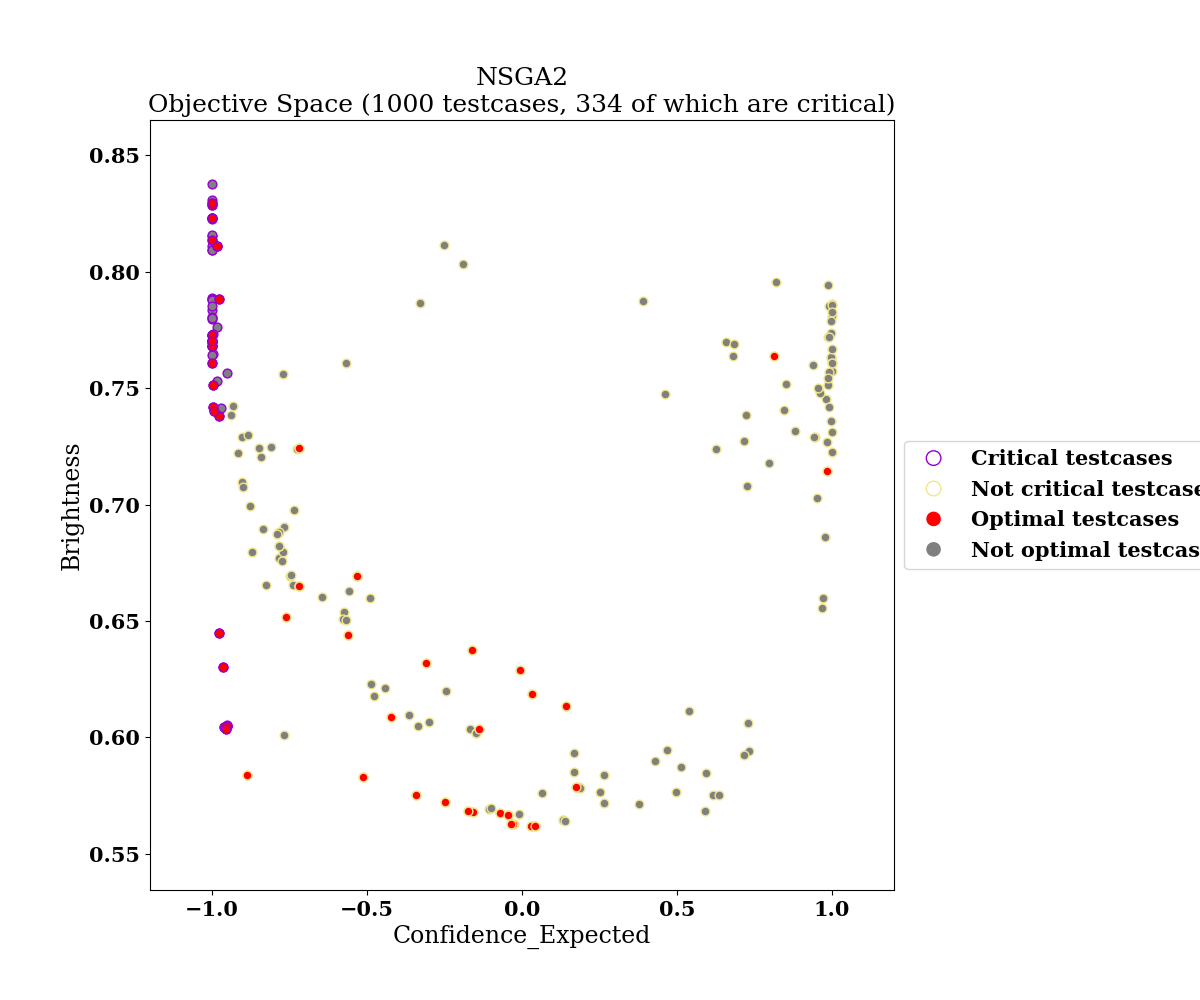 NSGA2
Objective Space (1000 testcases, 334 of which are critical)
0.85
0.80
0.75
0.70
0.65
0.60
0.55
Brightness
−1.0
−0.5
0.0
0.5
1.0
Confidence_Expected
Critical testcases
Not critical testcase
Optimal testcases
Not optimal testcas